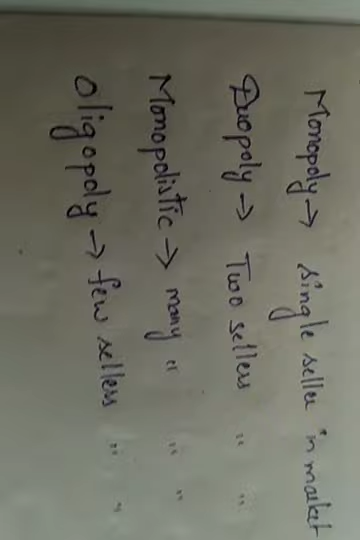 Monopoly → single seller in market
Duopoly → Two sellers " "
Monopolistic → many " " "
Oligopoly → few sellers " "